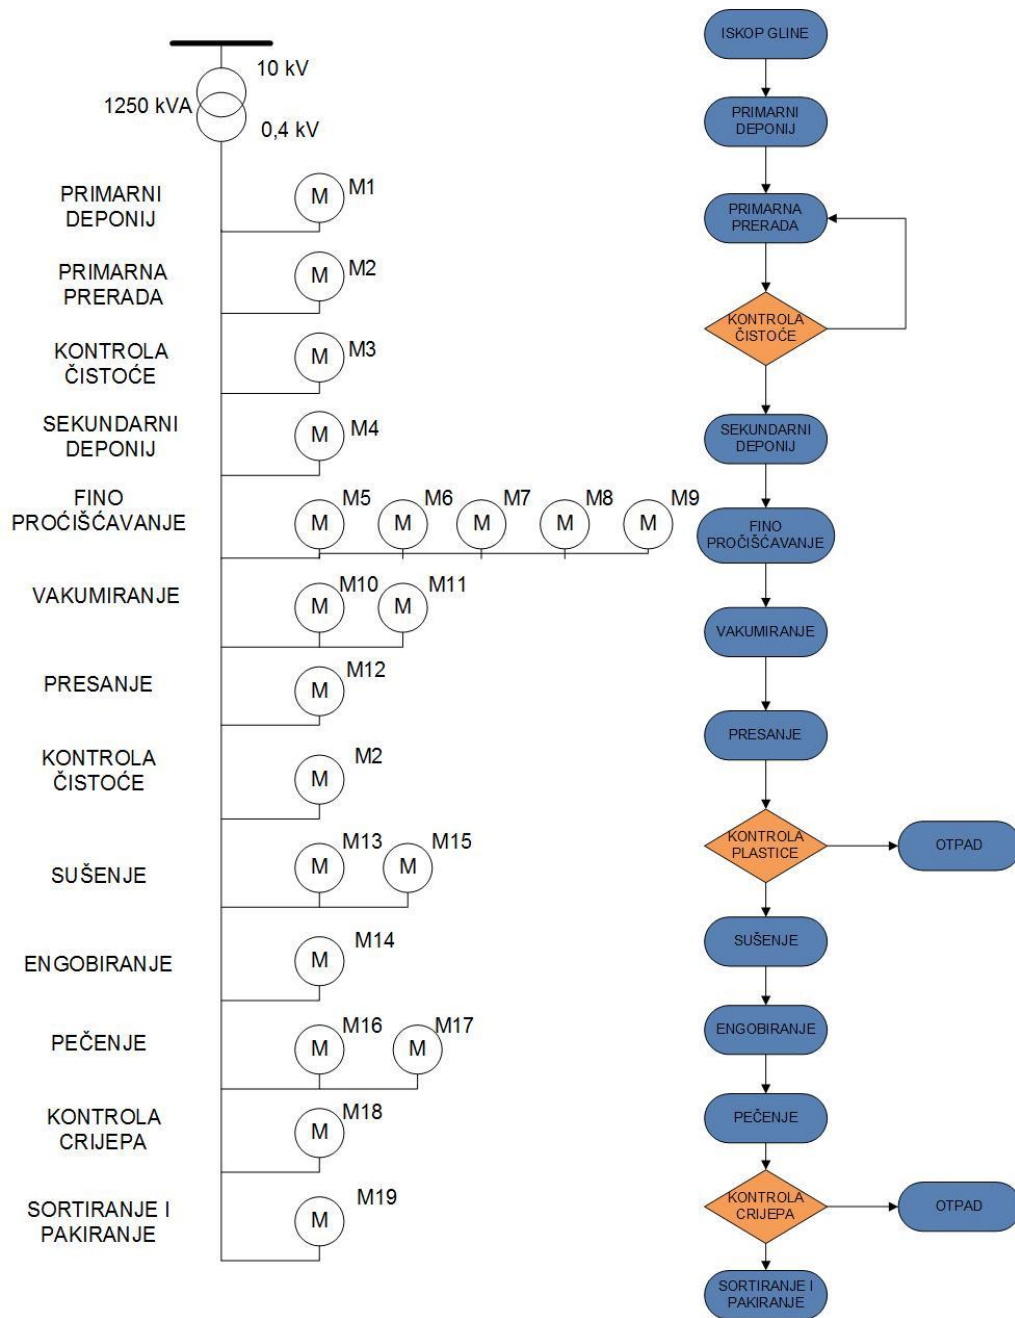 10 kV
1250 kVA
0,4 kV
PRIMARNI
DEPONIJ
M
M1
PRIMARNA
PRERADA
M
M2
KONTROLA
ČISTOĆE
M
M3
SEKUNDARNI
DEPONIJ
M
M4
FINO
PROĆIŠĆAVANJE
M
M5
M
M6
M
M7
M
M8
M
M9
VAKUMIRANJE
M
M10
M
M11
PRESANJE
M
M12
KONTROLA
ČISTOĆE
M
M2
SUŠENJE
M
M13
M
M15
ENGOBIRANJE
M
M14
PEČENJE
M
M16
M
M17
KONTROLA
CRIJEPA
M
M18
SORTIRANJE I
PAKIRANJE
M
M19
ISKOP GLINE
PRIMARNI
DEPONIJ
PRIMARNA
PRERADA
KONTROLA
ČISTOĆE
SEKUNDARNI
DEPONIJ
FINO
PROČIŠĆAVANJE
VAKUMIRANJE
PRESANJE
KONTROLA
PLASTICE
OTPAD
SUŠENJE
ENGOBIRANJE
PEČENJE
KONTROLA
CRIJEPA
OTPAD
SORTIRANJE I
PAKIRANJE